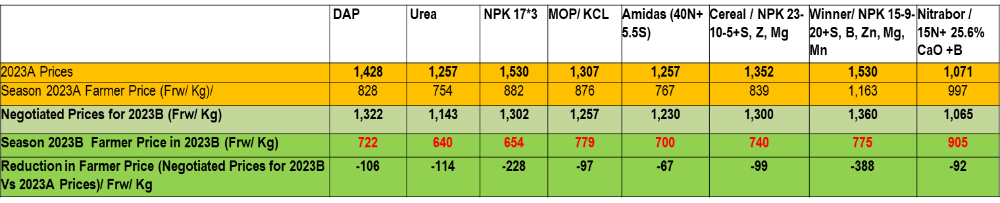 DAP Urea NPK 17*3 MOP/ KCL Amidas (40N+ 5.5S) Cereal / NPK 23-10-5+S, Z, Mg Winner/ NPK 15-9-20+S, B, Zn, Mg, Mn Nitrabor / 15N+ 25.6% CaO +B
2023A Prices 1,428 1,257 1,530 1,307 1,257 1,352 1,530 1,071
Season 2023A Farmer Price (Frw/ Kg)/ 828 754 882 876 767 839 1,163 997
Negotiated Prices for 2023B (Frw/ Kg) 1,322 1,143 1,302 1,257 1,230 1,300 1,360 1,065
Season 2023B Farmer Price in 2023B (Frw/ Kg) 722 640 654 779 700 740 775 905
Reduction in Farmer Price (Negotiated Prices for 2023B Vs 2023A Prices)/ Frw/ Kg -106 -114 -228 -97 -67 -99 -388 -92